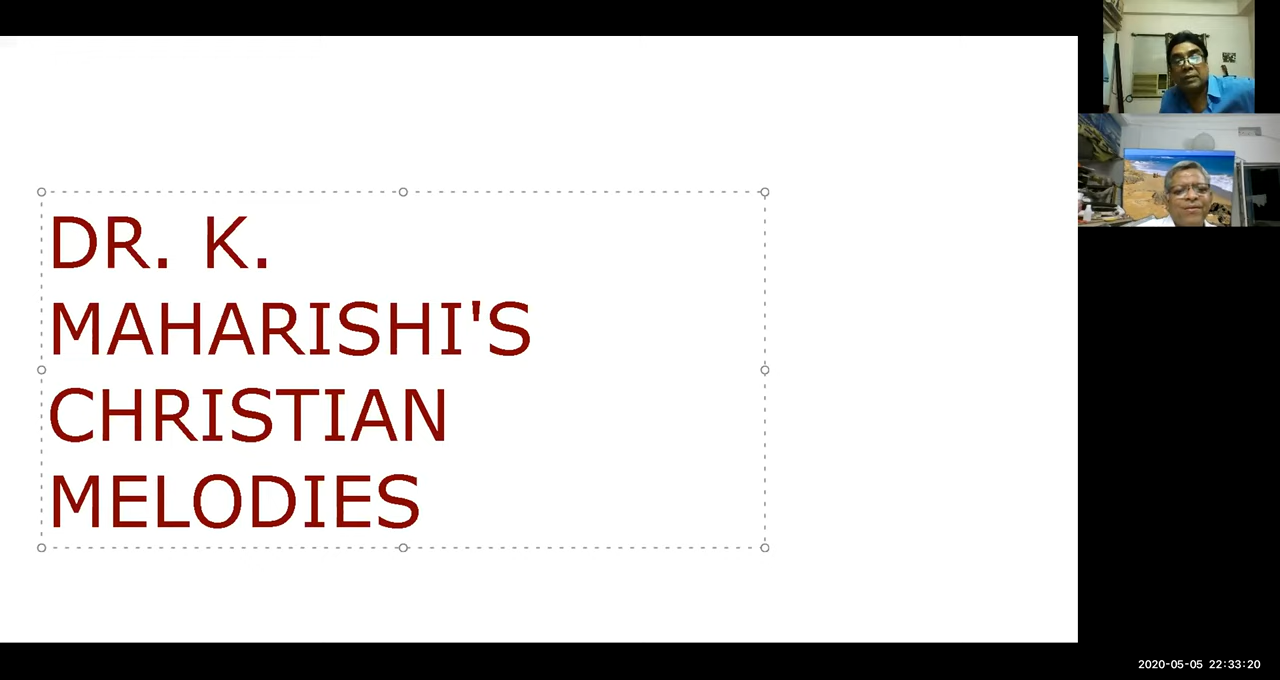 DR. K.
MAHARISHI'S
CHRISTIAN
MELODIES
2020-05-05 22:33:20